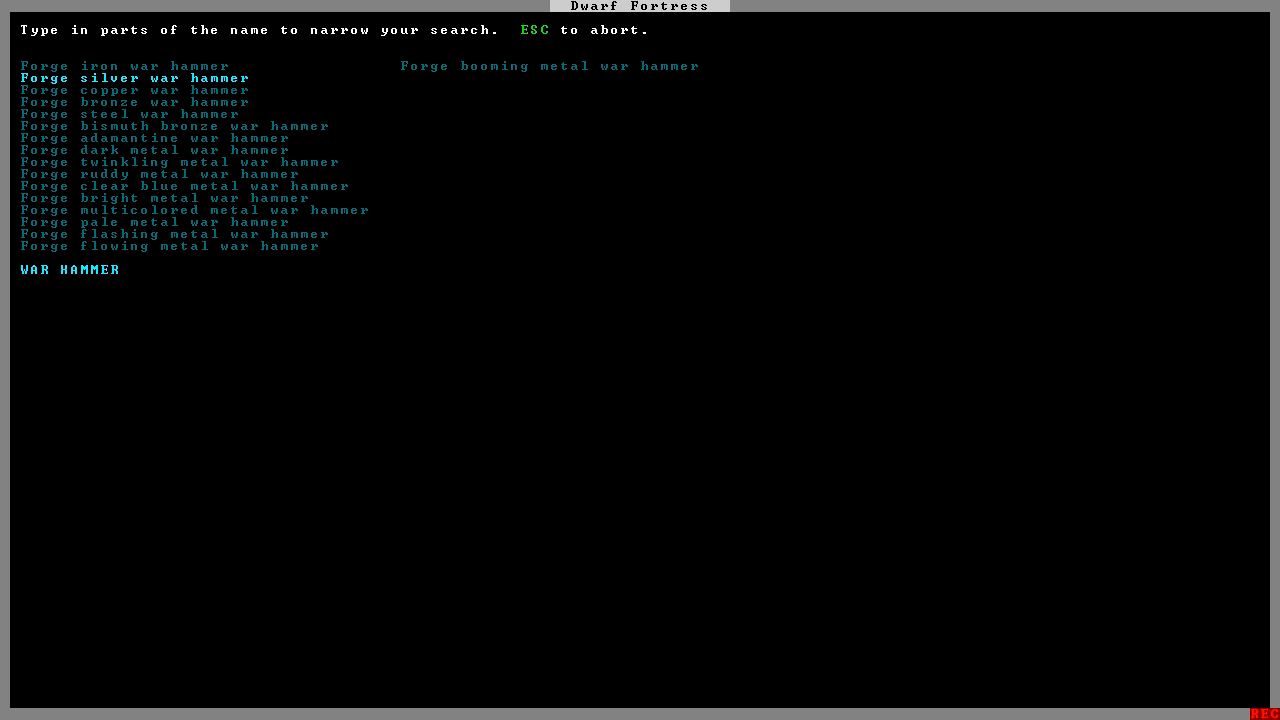 Dwarf Fortress
Type in parts of the name to narrow your search.  ESC to abort.
Forge iron war hammer
Forge silver war hammer
Forge copper war hammer
Forge bronze war hammer
Forge steel war hammer
Forge bismuth bronze war hammer
Forge adamantine war hammer
Forge dark metal war hammer
Forge twinkling metal war hammer
Forge ruddy metal war hammer
Forge clear blue metal war hammer
Forge bright metal war hammer
Forge multicolored metal war hammer
Forge pale metal war hammer
Forge flashing metal war hammer
Forge flowing metal war hammer
Forge booming metal war hammer
WAR HAMMER
REC